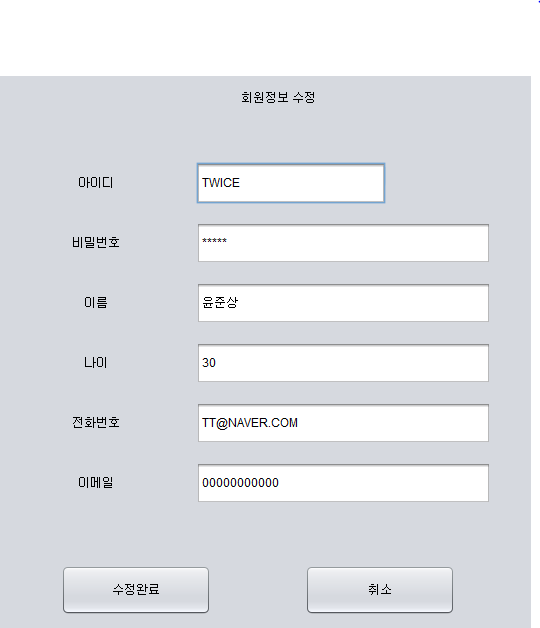 회원정보 수정
아이디 TWICE
비밀번호 *****
이름 윤준상
나이 30
전화번호 TT@NAVER.COM
이메일 00000000000
수정완료 취소